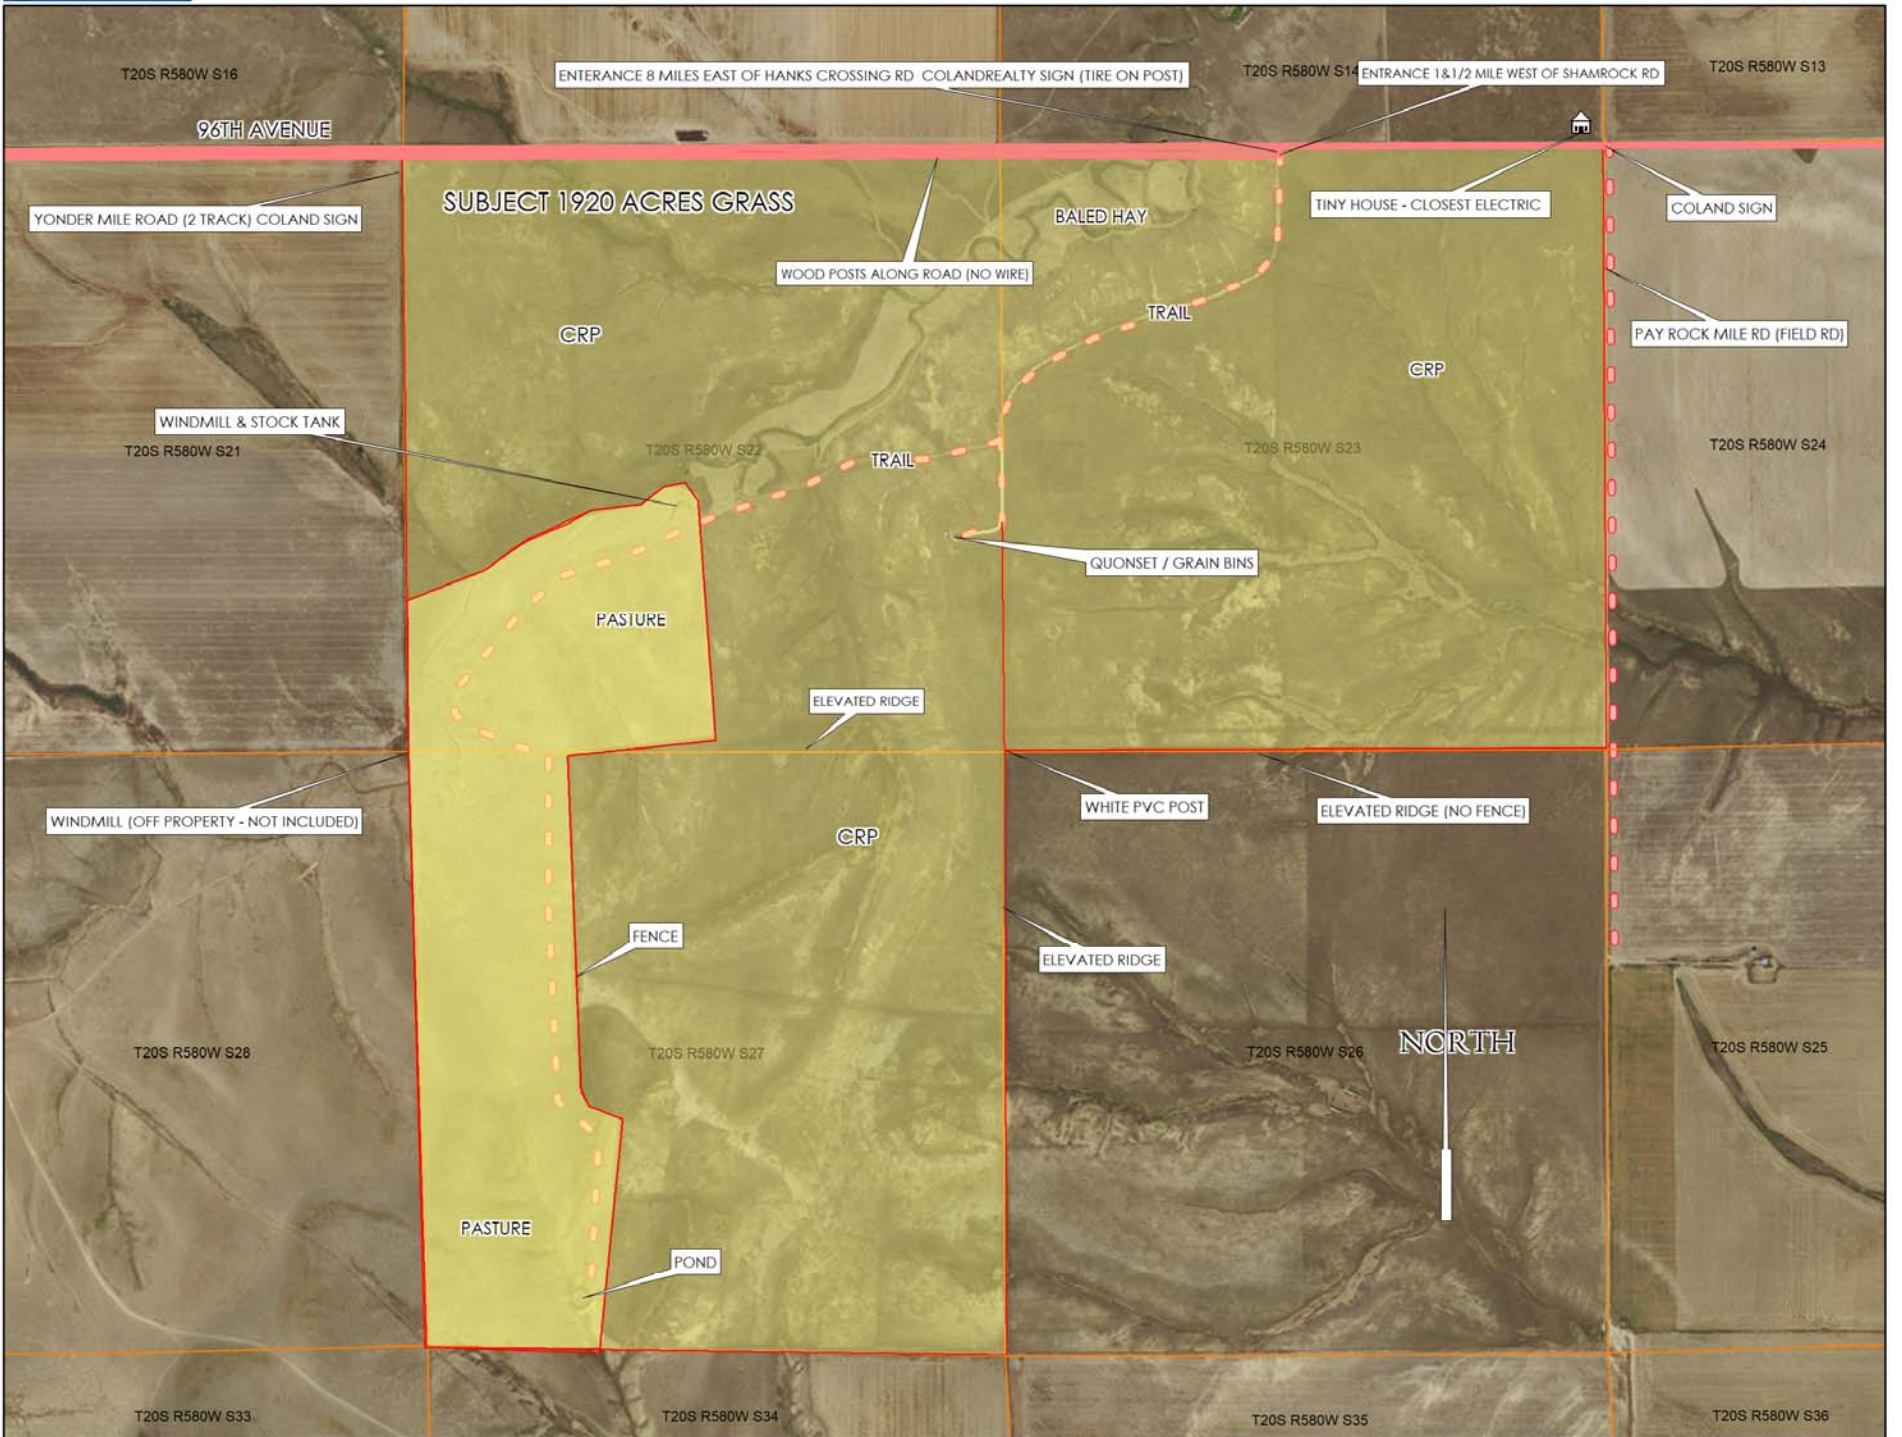 T20S R580W S16
ENTERANCE 8 MILES EAST OF HANKS CROSSING RD COLANDREALTY SIGN (TIRE ON POST)
T20S R580W S14
ENTRANCE 1&1/2 MILE WEST OF SHAMROCK RD
T20S R580W S13
96TH AVENUE
SUBJECT 1920 ACRES GRASS
YONDER MILE ROAD (2 TRACK) COLAND SIGN
BALED HAY
TINY HOUSE - CLOSEST ELECTRIC
COLAND SIGN
WOOD POSTS ALONG ROAD (NO WIRE)
TRAIL
CRP
PAY ROCK MILE RD (FIELD RD)
CRP
WINDMILL & STOCK TANK
T20S R580W S21
T20S R580W S22
TRAIL
T20S R580W S23
T20S R580W S24
QUONSET / GRAIN BINS
PASTURE
ELEVATED RIDGE
WINDMILL (OFF PROPERTY - NOT INCLUDED)
WHITE PVC POST
ELEVATED RIDGE (NO FENCE)
CRP
FENCE
ELEVATED RIDGE
T20S R580W S28
T20S R580W S27
T20S R580W S26
NORTH
T20S R580W S25
PASTURE
POND
T20S R580W S33
T20S R580W S34
T20S R580W S35
T20S R580W S36